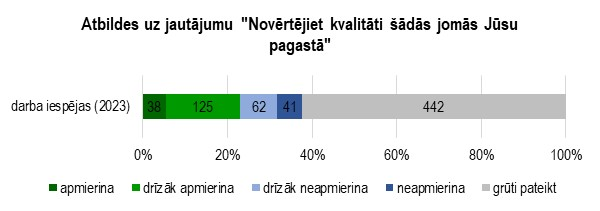 Atbildes uz jautājumu "Novērtējiet kvalitāti šādās jomās Jūsu
pagastā"
darba iespējas (2023)
38 125 62 41 442
0% 20% 40% 60% 80% 100%
apmierina drīzāk apmierina drīzāk neapmierina neapmierina grūti pateikt